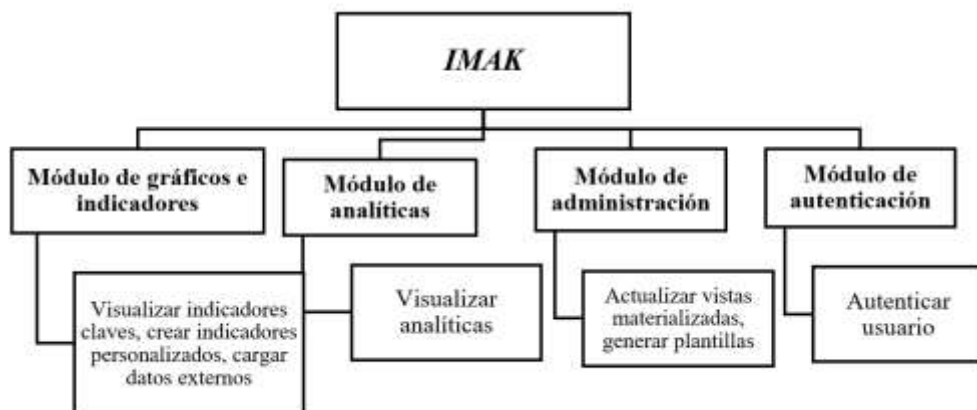 IMAK
Módulo de gráficos e
indicadores
Módulo de
analíticas
Módulo de
administración
Módulo de
autenticación
Visualizar indicadores
claves, crear indicadores
personalizados, cargar
datos externos
Visualizar
analíticas
Actualizar vistas
materializadas,
generar plantillas
Autenticar
usuario